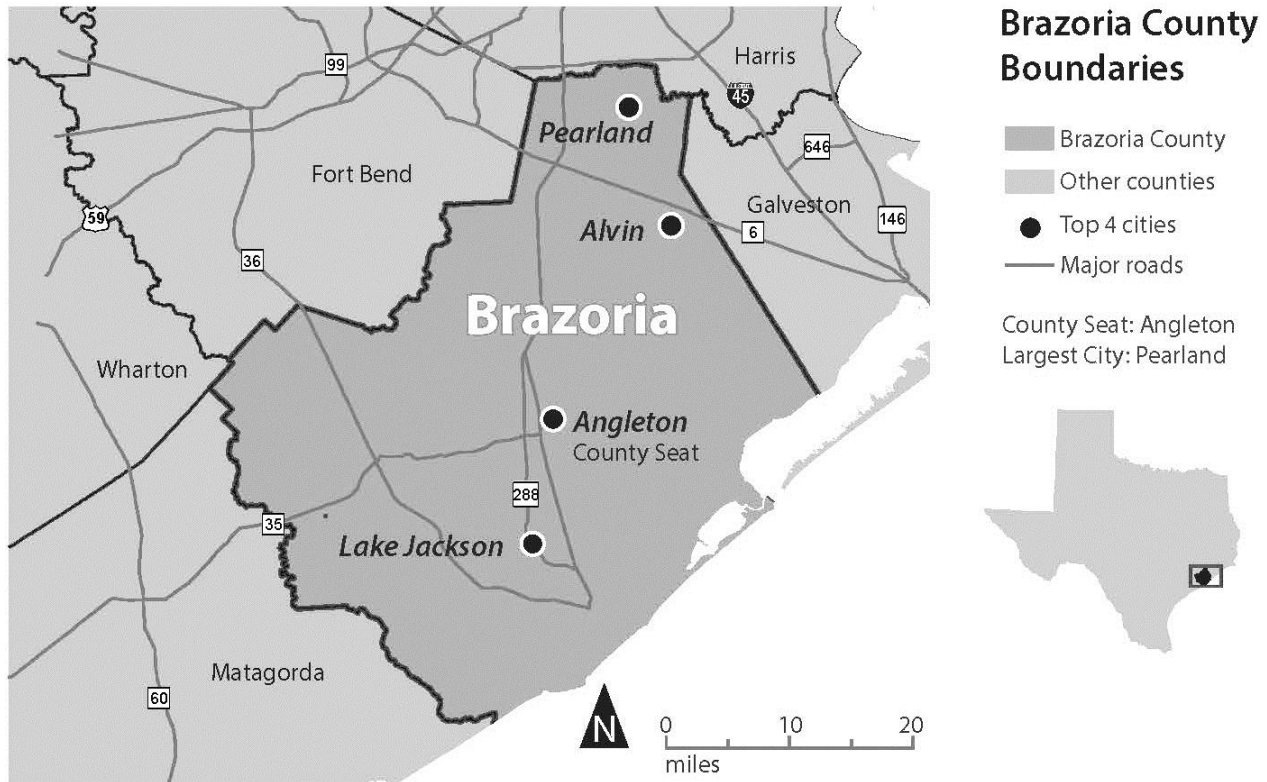 Brazoria County
Boundaries
Brazoria County
Other counties
Top 4 cities
Major roads
County Seat: Angleton
Largest City: Pearland
Harris
99
45
Pearland
646
Fort Bend
Galveston
59
146
Alvin
6
36
Brazoria
Wharton
Angleton
County Seat
288
35
Lake Jackson
Matagorda
60
N
0
10
20
miles